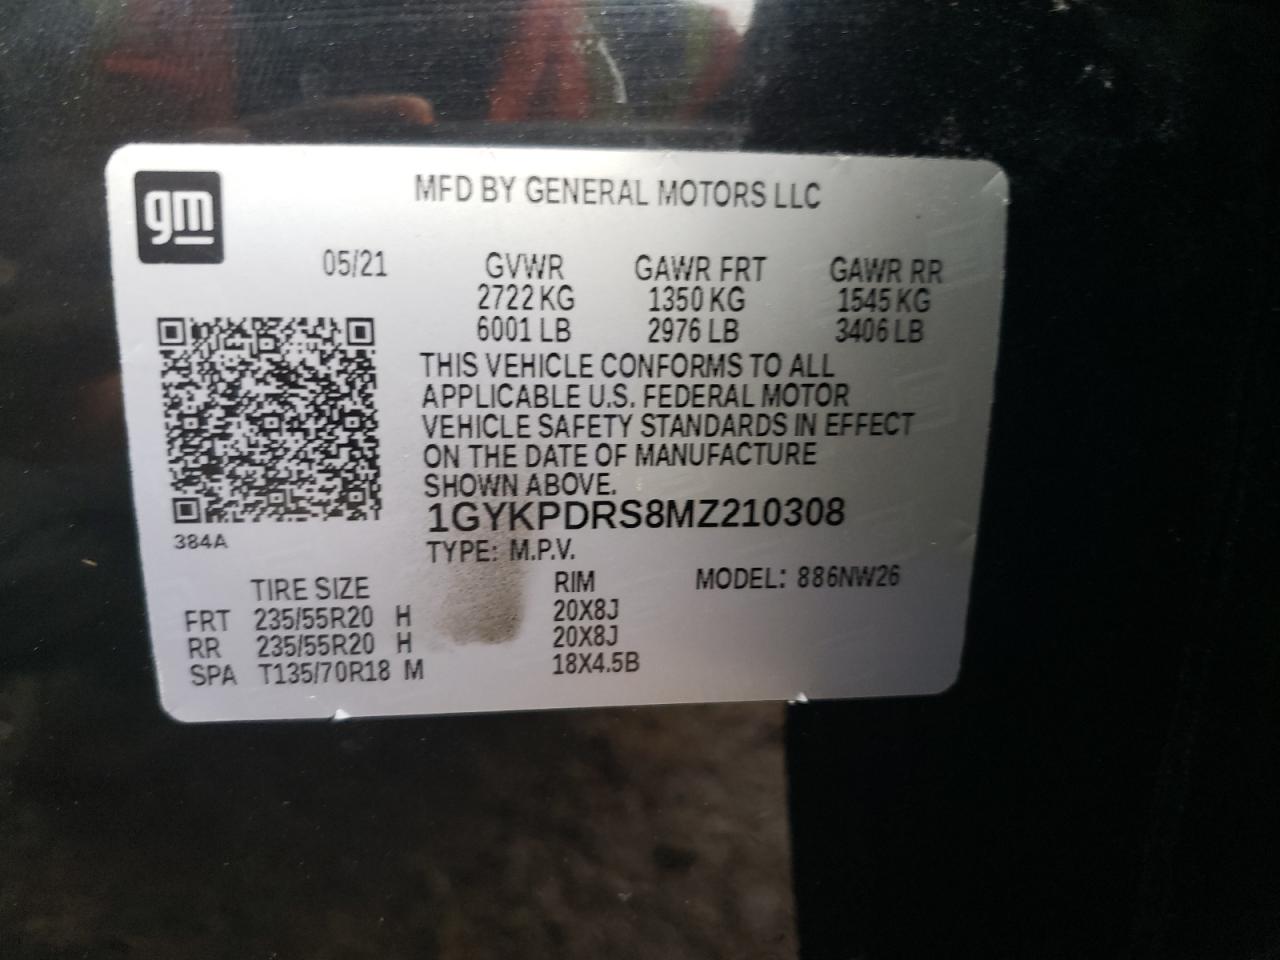 gm
MFD BY GENERAL MOTORS LLC
05/21 GVWR GAWR FRT GAWR RR
2722 KG 1350 KG 1545 KG
6001 LB 2976 LB 3406 LB
THIS VEHICLE CONFORMS TO ALL
APPLICABLE U.S. FEDERAL MOTOR
VEHICLE SAFETY STANDARDS IN EFFECT
ON THE DATE OF MANUFACTURE
SHOWN ABOVE.
1GYKPDRS8MZ210308
384A
TYPE: M.P.V.
TIRE SIZE RIM MODEL: 886NW26
FRT 235/55R20 H 20X8J
RR 235/55R20 H 20X8J
SPA T135/70R18 M 18X4.5B